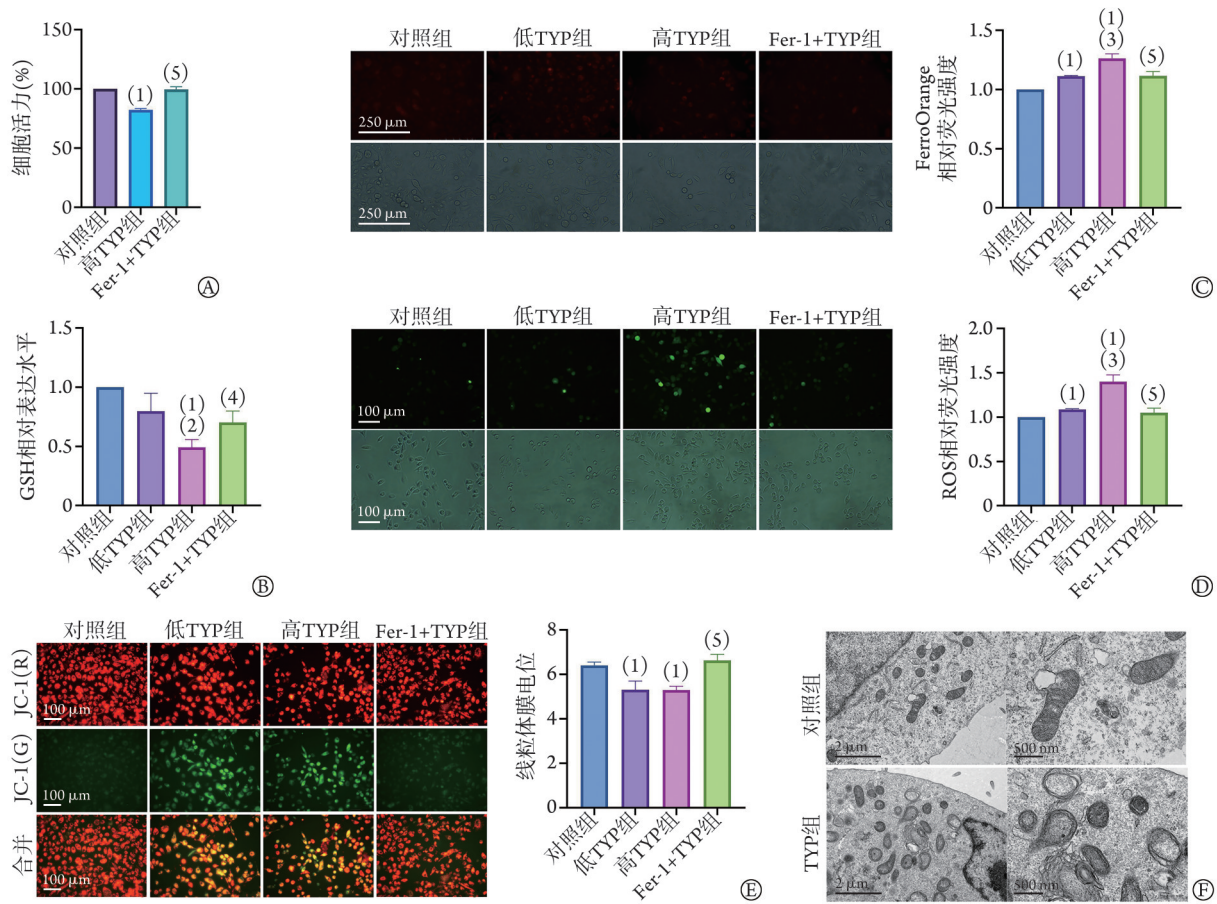 细胞活力(%)
150
100
50
0
(1)
(5)
对照组
高TYP组
Fer-1+TYP组
A
对照组
低TYP组
高TYP组
Fer-1+TYP组
250 μm
250 μm
FerroOrange
相对荧光强度
1.5
1.0
0.5
0
(1)
(1)
(3)
(5)
对照组
低TYP组
高TYP组
Fer-1+TYP组
C
GSH相对表达水平
1.5
1.0
0.5
0
(1)
(2)
(4)
对照组
低TYP组
高TYP组
Fer-1+TYP组
B
对照组
低TYP组
高TYP组
Fer-1+TYP组
100 μm
100 μm
ROS相对荧光强度
2.0
1.5
1.0
0.5
0
(1)
(1)
(3)
(5)
对照组
低TYP组
高TYP组
Fer-1+TYP组
D
对照组
低TYP组
高TYP组
Fer-1+TYP组
JC-1(R)
100 μm
JC-1(G)
100 μm
合并
100 μm
线粒体膜电位
8
6
4
2
0
(1)
(1)
(5)
对照组
低TYP组
高TYP组
Fer-1+TYP组
E
对照组
2 μm
500 nm
TYP组
2 μm
500 nm
F